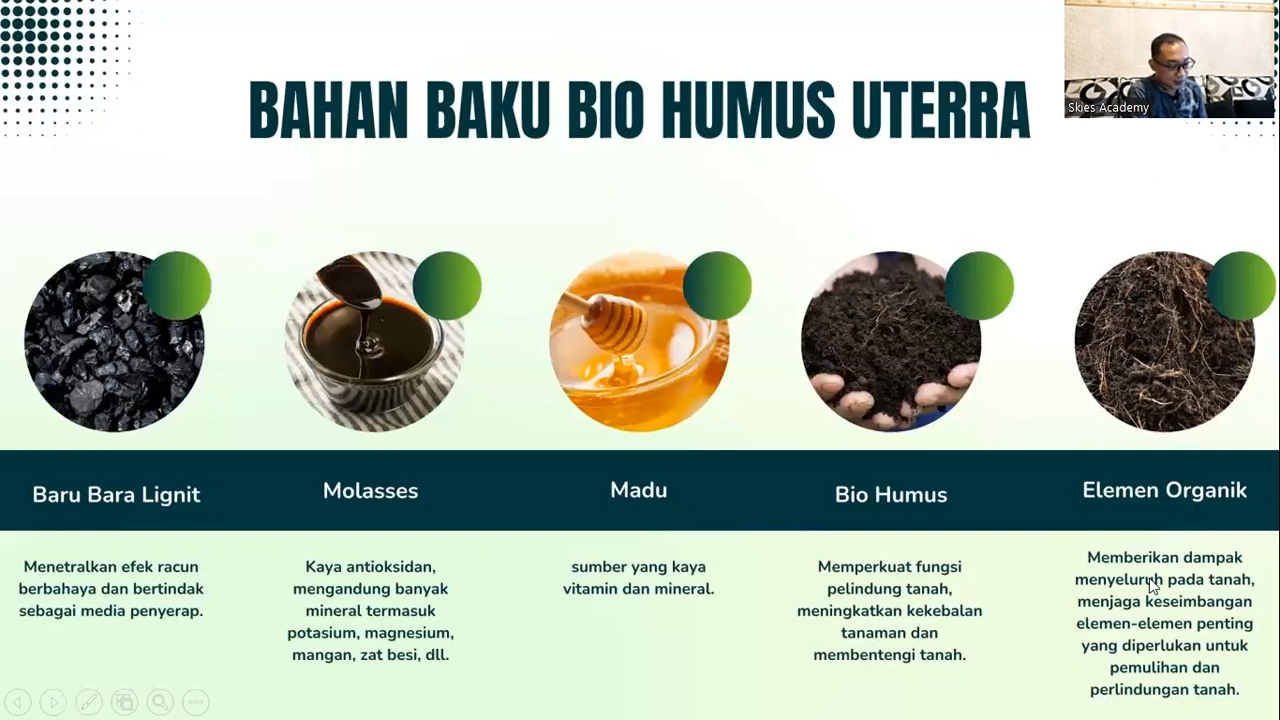 BAHAN BAKU BIO HUMUS UTERRA
Skies Academy
Baru Bara Lignit
Menetralkan efek racun
berbahaya dan bertindak
sebagai media penyerap.
Molasses
Kaya antioksidan,
mengandung banyak
mineral termasuk
potasium, magnesium,
mangan, zat besi, dll.
Madu
sumber yang kaya
vitamin dan mineral.
Bio Humus
Memperkuat fungsi
pelindung tanah,
meningkatkan kekebalan
tanaman dan
membentengi tanah.
Elemen Organik
Memberikan dampak
menyeluruh pada tanah,
menjaga keseimbangan
elemen-elemen penting
yang diperlukan untuk
pemulihan dan
perlindungan tanah.